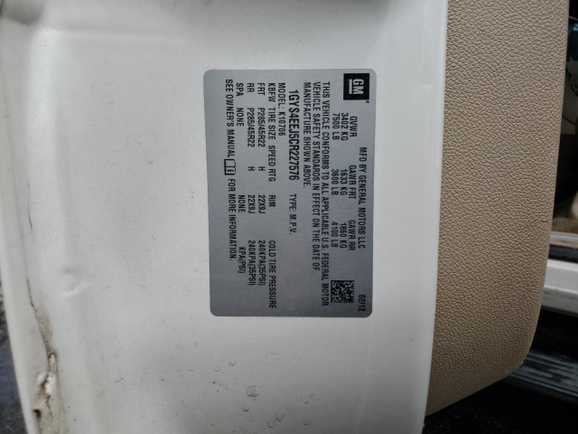 GM
MFD BY GENERAL MOTORS LLC
GVWR GAWR FRT GAWR RR
3402 KG 1633 KG 1860 KG
7500 LB 3600 LB 4100 LB
THIS VEHICLE CONFORMS TO ALL APPLICABLE U.S. FEDERAL MOTOR
VEHICLE SAFETY STANDARDS IN EFFECT ON THE DATE OF
MANUFACTURE SHOWN ABOVE.
1GYS4EEJ5CR227576 TYPE: M.P.V.
MODEL: K10706
KBFW TIRE SIZE SPEED RTG RIM COLD TIRE PRESSURE
KPA(PSI)
FRT P285/45R22 H 22X9J 240KPA(35PSI)
RR P285/45R22 H 22X9J 240KPA(35PSI)
SPA NONE NONE
SEE OWNER'S MANUAL FOR MORE INFORMATION.